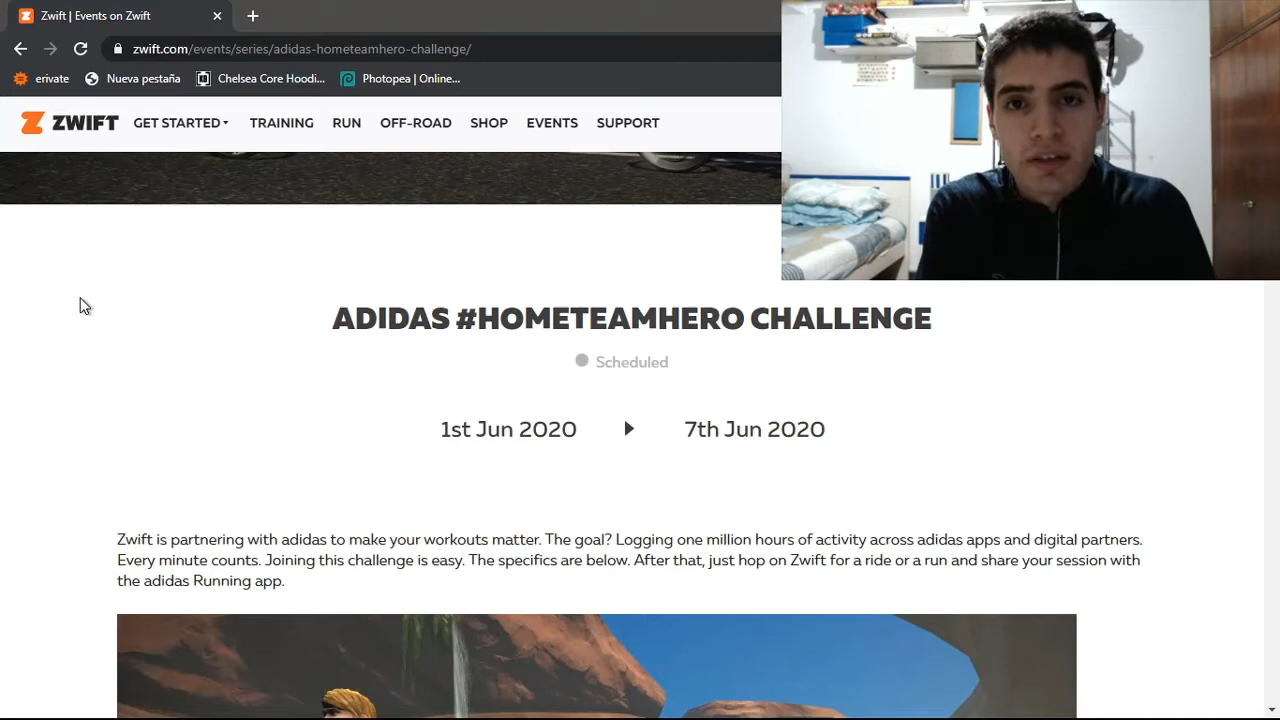 Zwift | Events on Zwift
zwift.com/events/series/adidas-hometeamhero-challenge/
erivate
Nueva pestaña
Chelsea Core Hoodi...
Photopea | Online
ZWIFT
GET STARTED
TRAINING
RUN
OFF-ROAD
SHOP
EVENTS
SUPPORT
ADIDAS #HOMETEAMHERO CHALLENGE
Scheduled
1st Jun 2020
7th Jun 2020
Zwift is partnering with adidas to make your workouts matter. The goal? Logging one million hours of activity across adidas apps and digital partners.
Every minute counts. Joining this challenge is easy. The specifics are below. After that, just hop on Zwift for a ride or a run and share your session with
the adidas Running app.